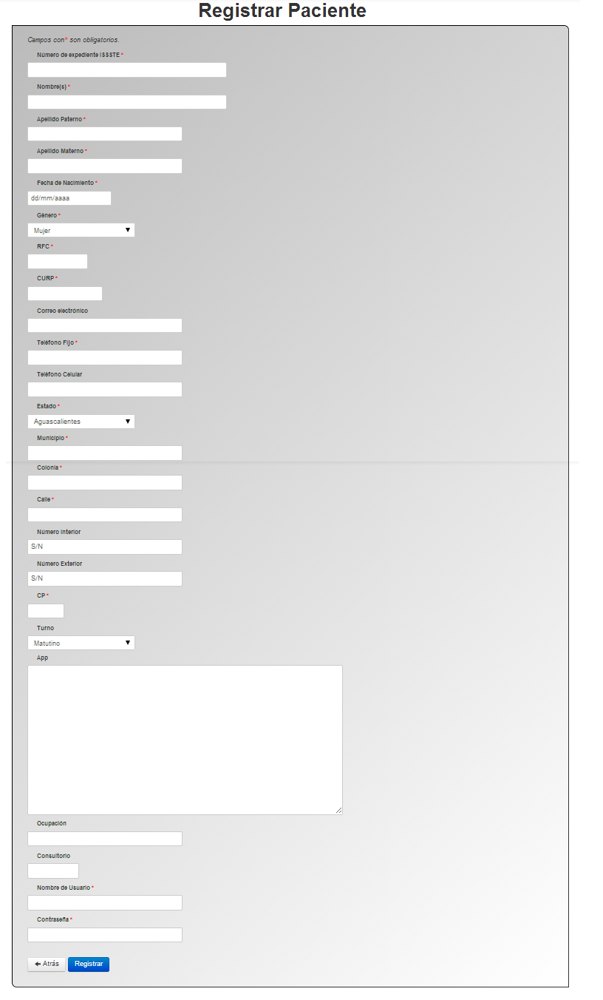 Registrar Paciente
Campos con* son obligatorios.
Número de expediente ISSSTE *
Nombre(s) *
Apellido Paterno *
Apellido Materno *
Fecha de Nacimiento *
dd/mm/aaaa
Género *
Mujer
RFC *
CURP *
Correo electrónico
Teléfono Fijo *
Teléfono Celular
Estado *
Aguascalientes
Municipio *
Colonia *
Calle *
Número Interior
S/N
Número Exterior
S/N
CP *
Turno
Matutino
App
Ocupación
Consultorio
Nombre de Usuario *
Contraseña *
Atrás Registrar